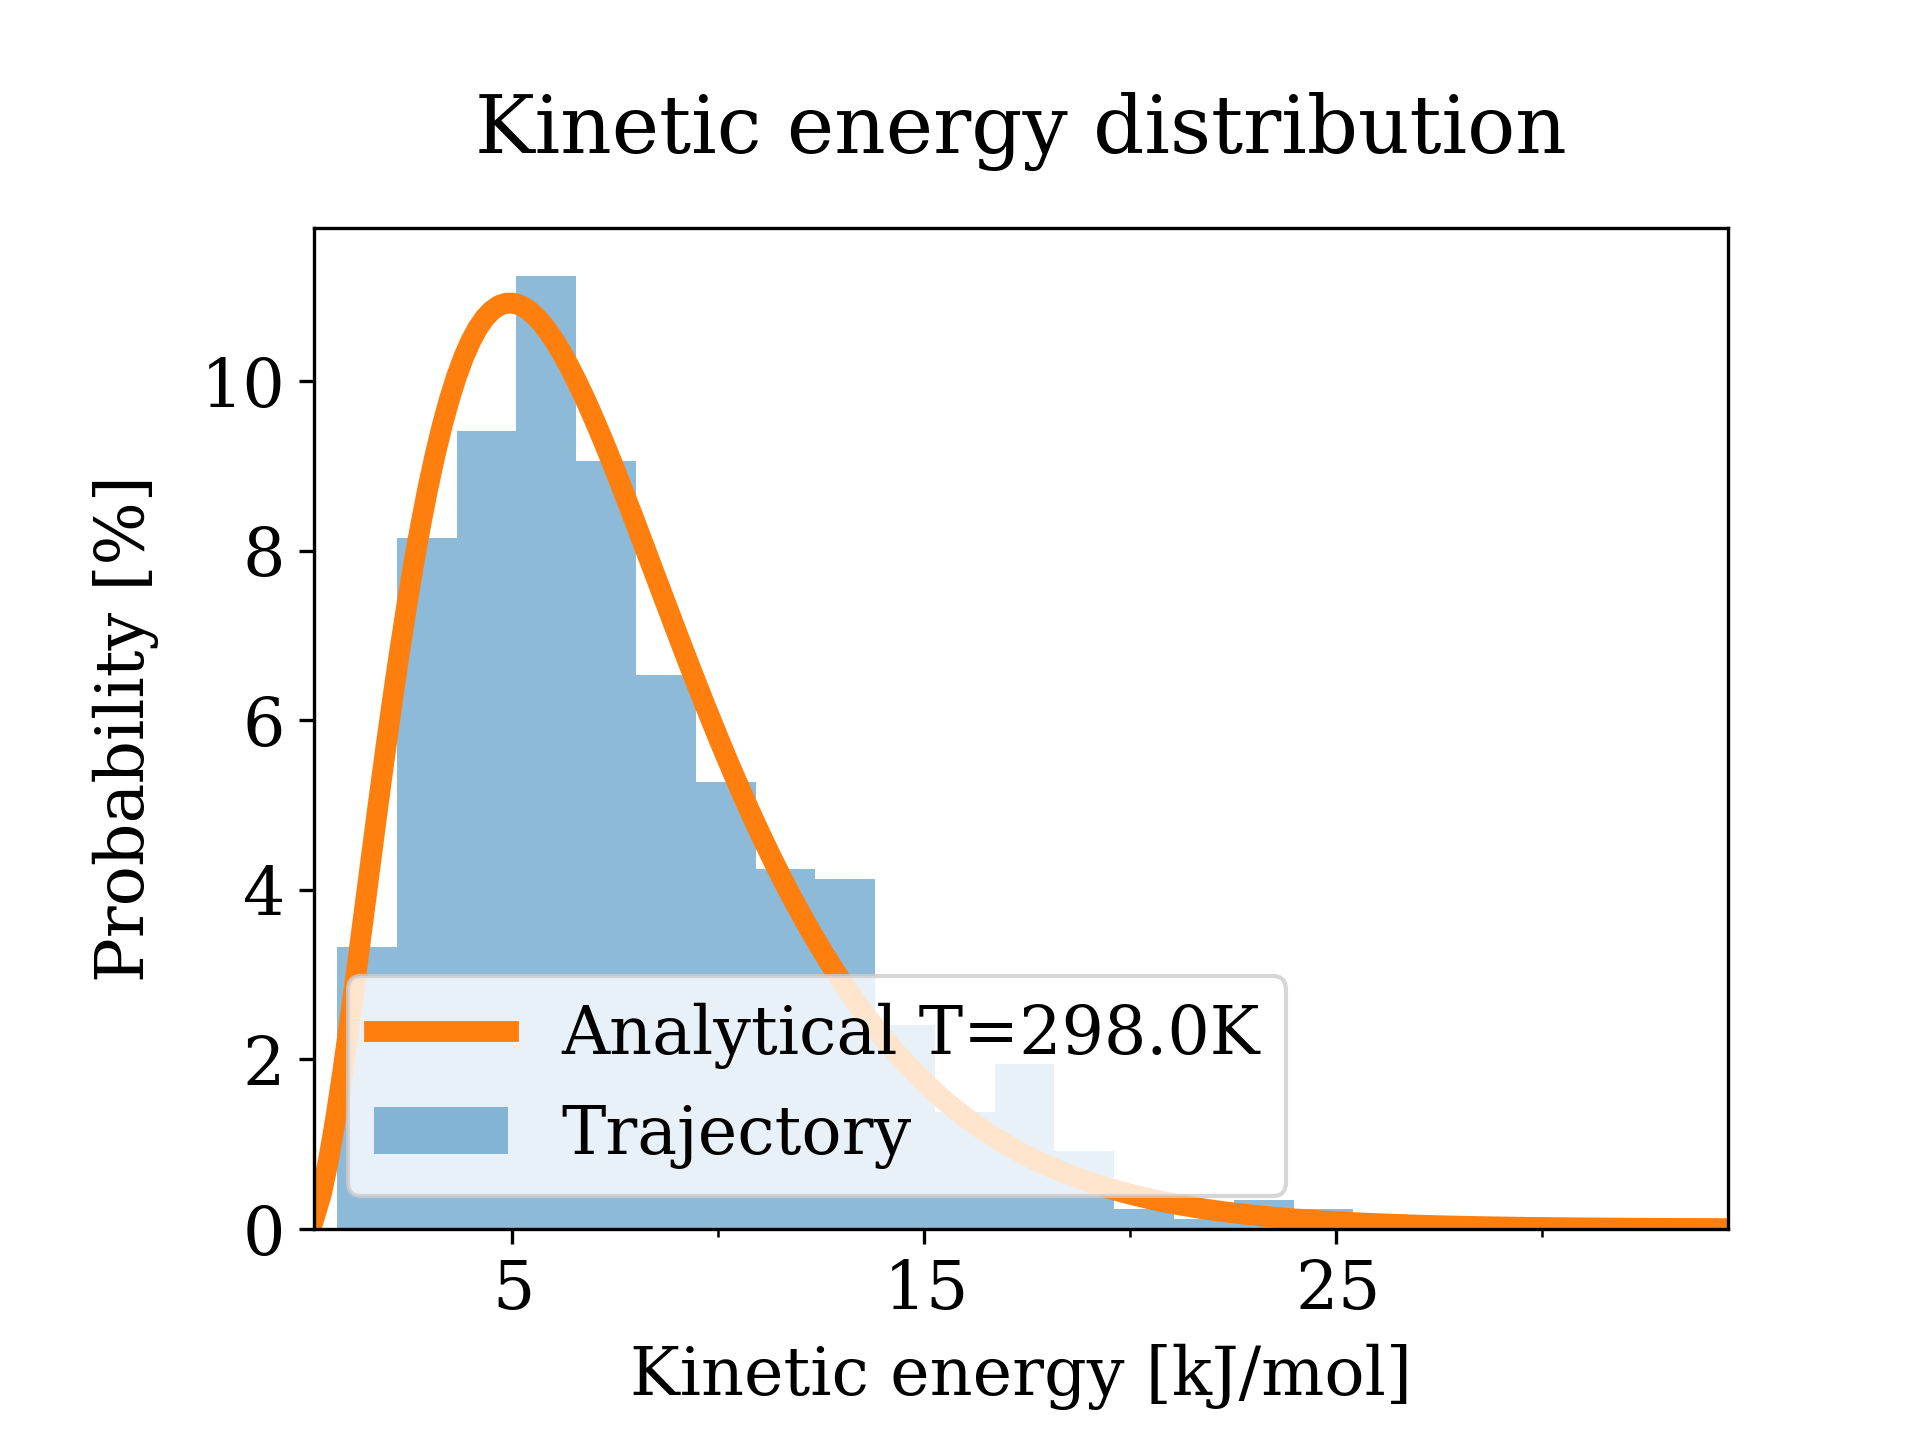 Kinetic energy distribution
10
8
6
4
2
0
Probability [%]
Analytical T=298.0K
Trajectory
5 15 25
Kinetic energy [kJ/mol]